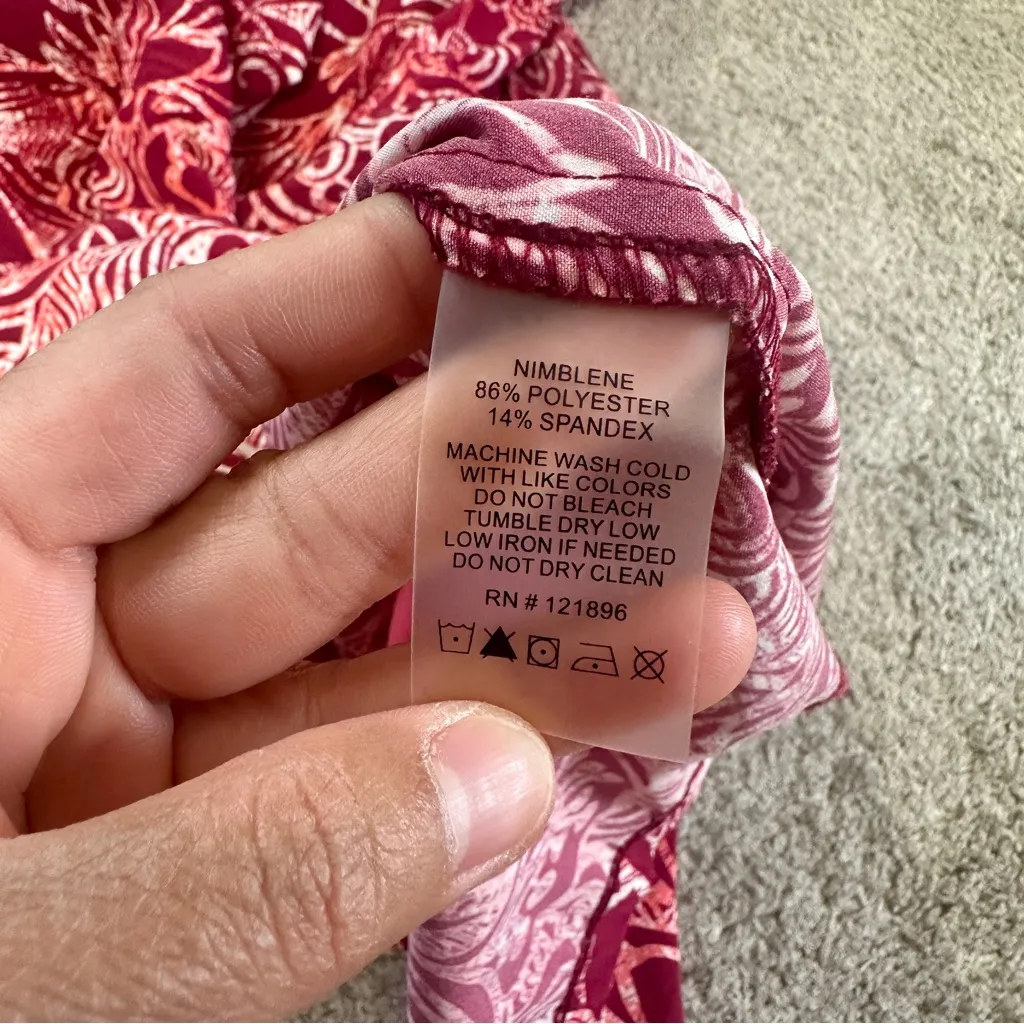 NIMBLENE
86% POLYESTER
14% SPANDEX
MACHINE WASH COLD
WITH LIKE COLORS
DO NOT BLEACH
TUMBLE DRY LOW
LOW IRON IF NEEDED
DO NOT DRY CLEAN
RN # 121896